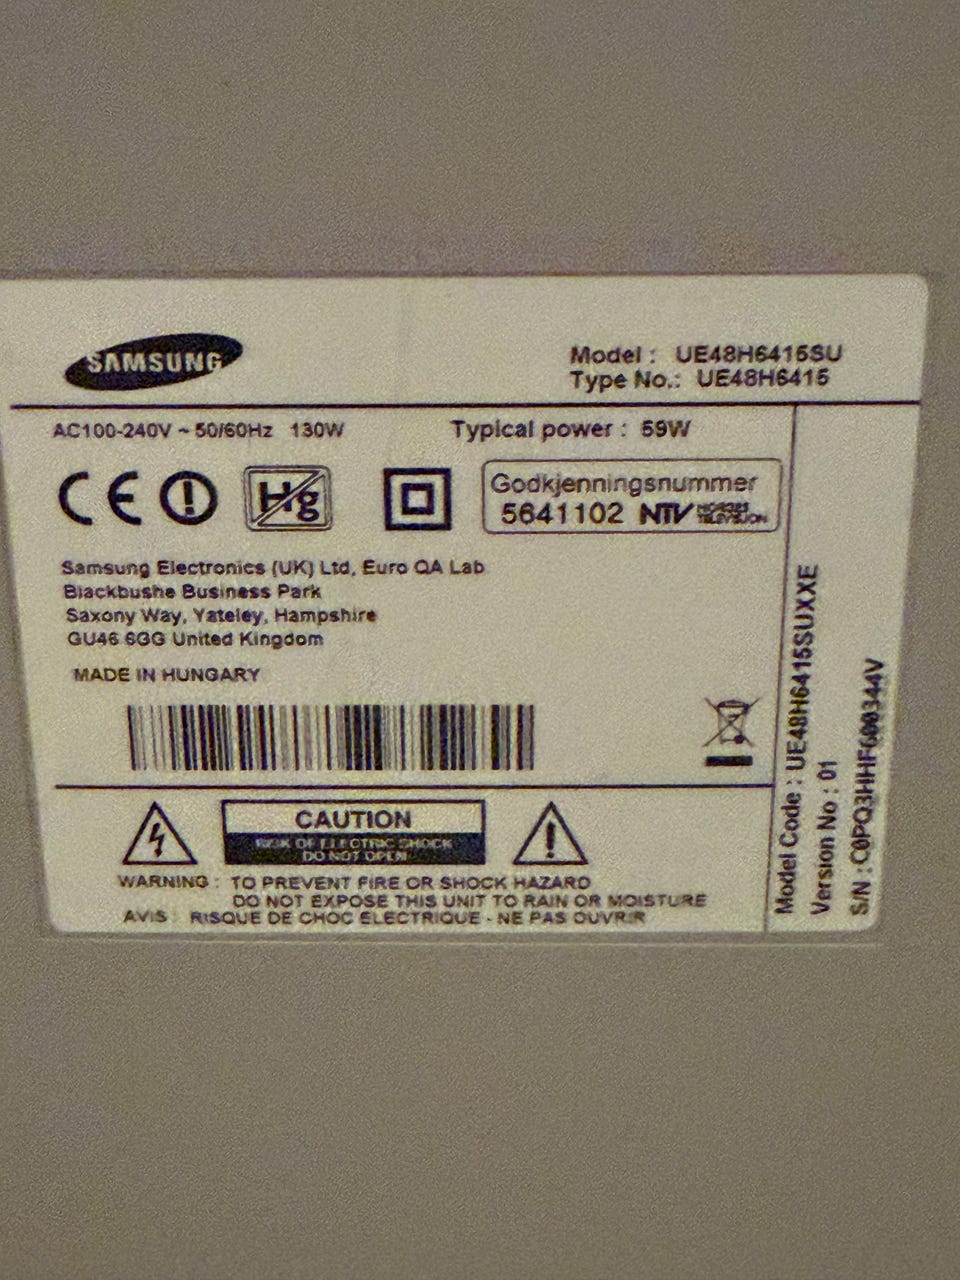 SAMSUNG
Model : UE48H6415SU
Type No.: UE48H6415
AC100-240V ~ 50/60Hz 130W
Typical power : 59W
CE
Hg
Godkjenningsnummer
5641102 NTV NORGES TELEVISJON
Samsung Electronics (UK) Ltd, Euro QA Lab
Blackbushe Business Park
Saxony Way, Yateley, Hampshire
GU46 6GG United Kingdom
MADE IN HUNGARY
CAUTION
RISK OF ELECTRIC SHOCK
DO NOT OPEN
WARNING : TO PREVENT FIRE OR SHOCK HAZARD
DO NOT EXPOSE THIS UNIT TO RAIN OR MOISTURE
AVIS : RISQUE DE CHOC ELECTRIQUE - NE PAS OUVRIR
Model Code : UE48H6415SUXXE
Version No : 01
S/N :